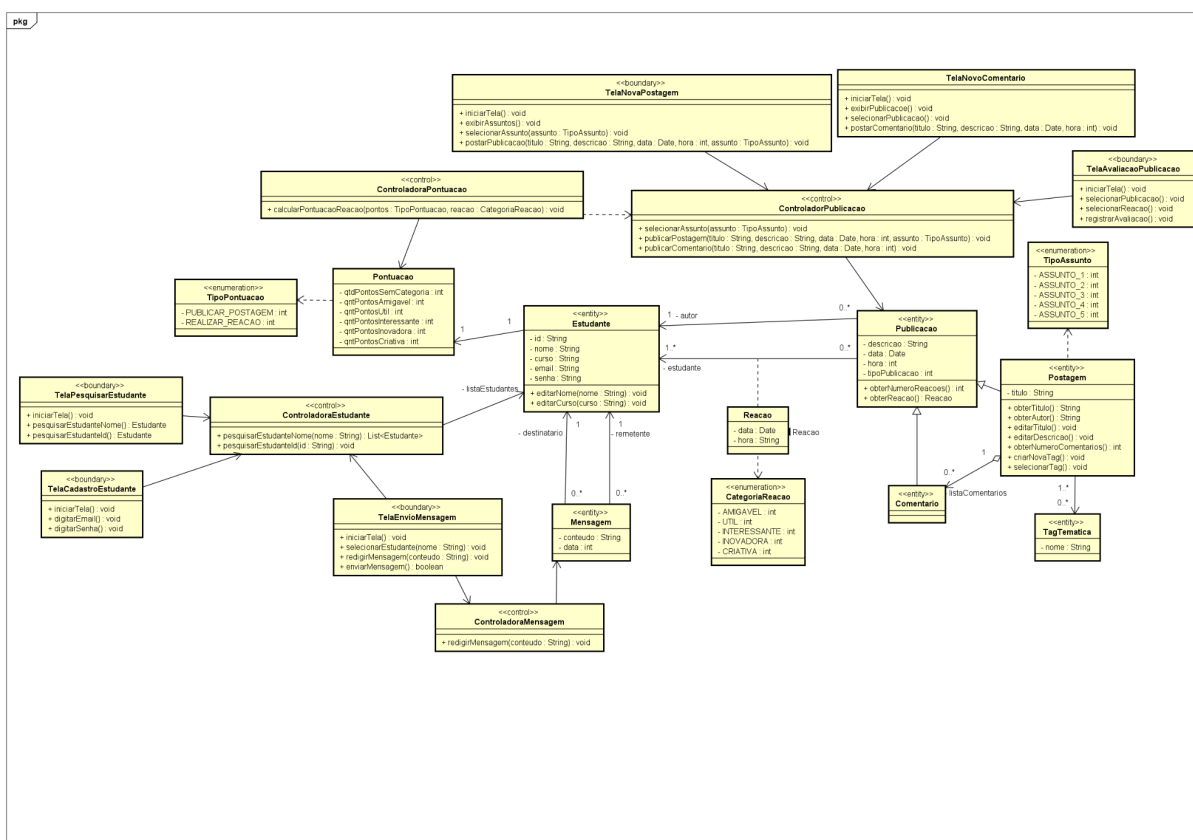 pkg
<<boundary>>
TelaNovaPostagem
+ iniciarTela() : void
+ exibirAssuntos() : void
+ selecionarAssunto(assunto : TipoAssunto) : void
+ postarPublicacao(titulo : String, descricao : String, data : Date, hora : int, assunto : TipoAssunto) : void
TelaNovoComentario
+ iniciarTela() : void
+ exibirPublicacoe() : void
+ selecionarPublicacao() : void
+ postarComentario(titulo : String, descricao : String, data : Date, hora : int) : void
<<boundary>>
TelaAvaliacaoPublicacao
+ iniciarTela() : void
+ selecionarPublicacao() : void
+ selecionarReacao() : void
+ registrarAvaliacao() : void
<<control>>
ControladoraPontuacao
+ calcularPontuacaoReacao(pontos : TipoPontuacao, reacao : CategoriaReacao) : void
<<control>>
ControladorPublicacao
+ selecionarAssunto(assunto : TipoAssunto) : void
+ publicarPostagem(titulo : String, descricao : String, data : Date, hora : int, assunto : TipoAssunto) : void
+ publicarComentario(titulo : String, descricao : String, data : Date, hora : int) : void
<<enumeration>>
TipoAssunto
- ASSUNTO_1 : int
- ASSUNTO_2 : int
- ASSUNTO_3 : int
- ASSUNTO_4 : int
- ASSUNTO_5 : int
<<enumeration>>
TipoPontuacao
- PUBLICAR_POSTAGEM : int
- REALIZAR_REACAO : int
Pontuacao
- qtdPontosSemCategoria : int
- qntPontosAmigavel : int
- qntPontosUtil : int
- qntPontosInteressante : int
- qntPontosInovadora : int
- qntPontosCriativa : int
1
1
<<entity>>
Estudante
- id : String
- nome : String
- curso : String
- email : String
- senha : String
+ editarNome(nome : String) : void
+ editarCurso(curso : String) : void
1
- autor
0..*
1..*
- estudante
0..*
<<entity>>
Publicacao
- descricao : String
- data : Date
- hora : int
- tipoPublicacao : int
+ obterNumeroReacoes() : int
+ obterReacao() : Reacao
<<entity>>
Postagem
- titulo : String
+ obterTitulo() : String
+ obterAutor() : String
+ editarTitulo() : void
+ editarDescricao() : void
+ obterNumeroComentarios() : int
+ criarNovaTag() : void
+ selecionarTag() : void
<<boundary>>
TelaPesquisarEstudante
+ iniciarTela() : void
+ pesquisarEstudanteNome() : Estudante
+ pesquisarEstudanteId() : Estudante
- listaEstudantes
<<control>>
ControladoraEstudante
+ pesquisarEstudanteNome(nome : String) : List<Estudante>
+ pesquisarEstudanteId(id : String) : void
- destinatario
1
1
- remetente
0..*
0..*
Reacao
- data : Date
- hora : String
Reacao
<<enumeration>>
CategoriaReacao
- AMIGAVEL : int
- UTIL : int
- INTERESSANTE : int
- INOVADORA : int
- CRIATIVA : int
1
0..*
listaComentarios
<<entity>>
Comentario
1..*
0..*
<<entity>>
TagTematica
- nome : String
<<boundary>>
TelaCadastroEstudante
+ iniciarTela() : void
+ digitarEmail() : void
+ digitarSenha() : void
<<boundary>>
TelaEnvioMensagem
+ iniciarTela() : void
+ selecionarEstudante(nome : String) : void
+ redigirMensagem(conteudo : String) : void
+ enviarMensagem() : boolean
<<entity>>
Mensagem
- conteudo : String
- data : int
<<control>>
ControladoraMensagem
+ redigirMensagem(conteudo : String) : void